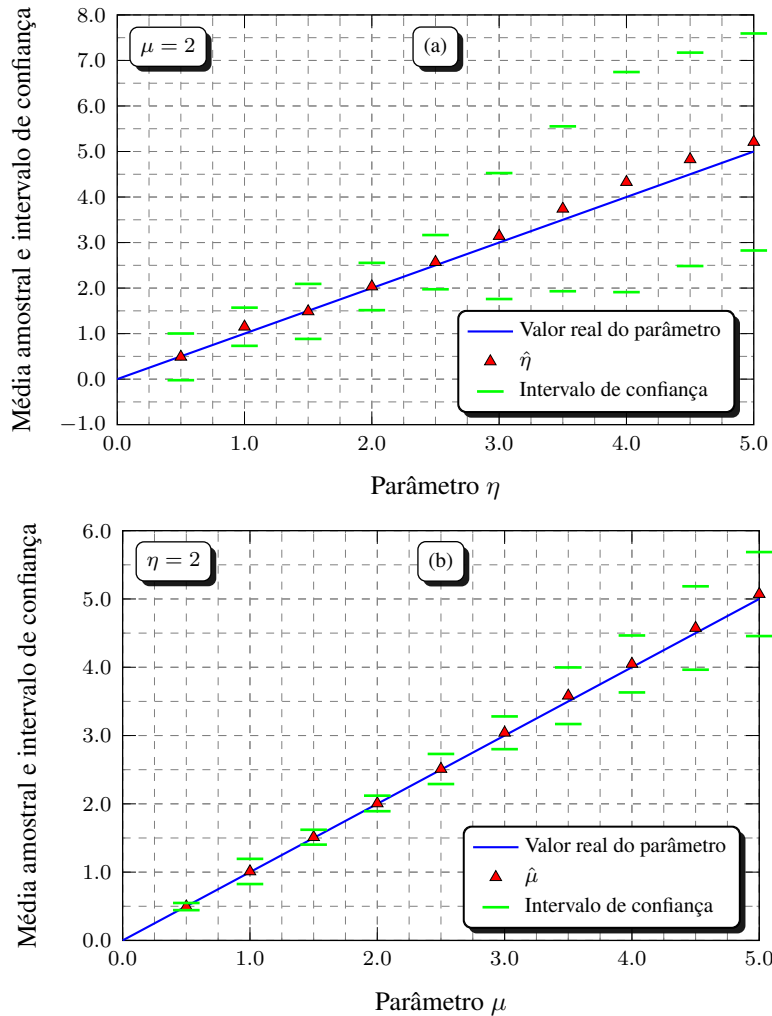 8.0
7.0
6.0
5.0
4.0
3.0
2.0
1.0
0.0
−1.0
Média amostral e intervalo de confiança
μ = 2
(a)
Valor real do parâmetro
η̂
Intervalo de confiança
0.0 1.0 2.0 3.0 4.0 5.0
Parâmetro η
6.0
5.0
4.0
3.0
2.0
1.0
0.0
Média amostral e intervalo de confiança
η = 2
(b)
Valor real do parâmetro
μ̂
Intervalo de confiança
0.0 1.0 2.0 3.0 4.0 5.0
Parâmetro μ